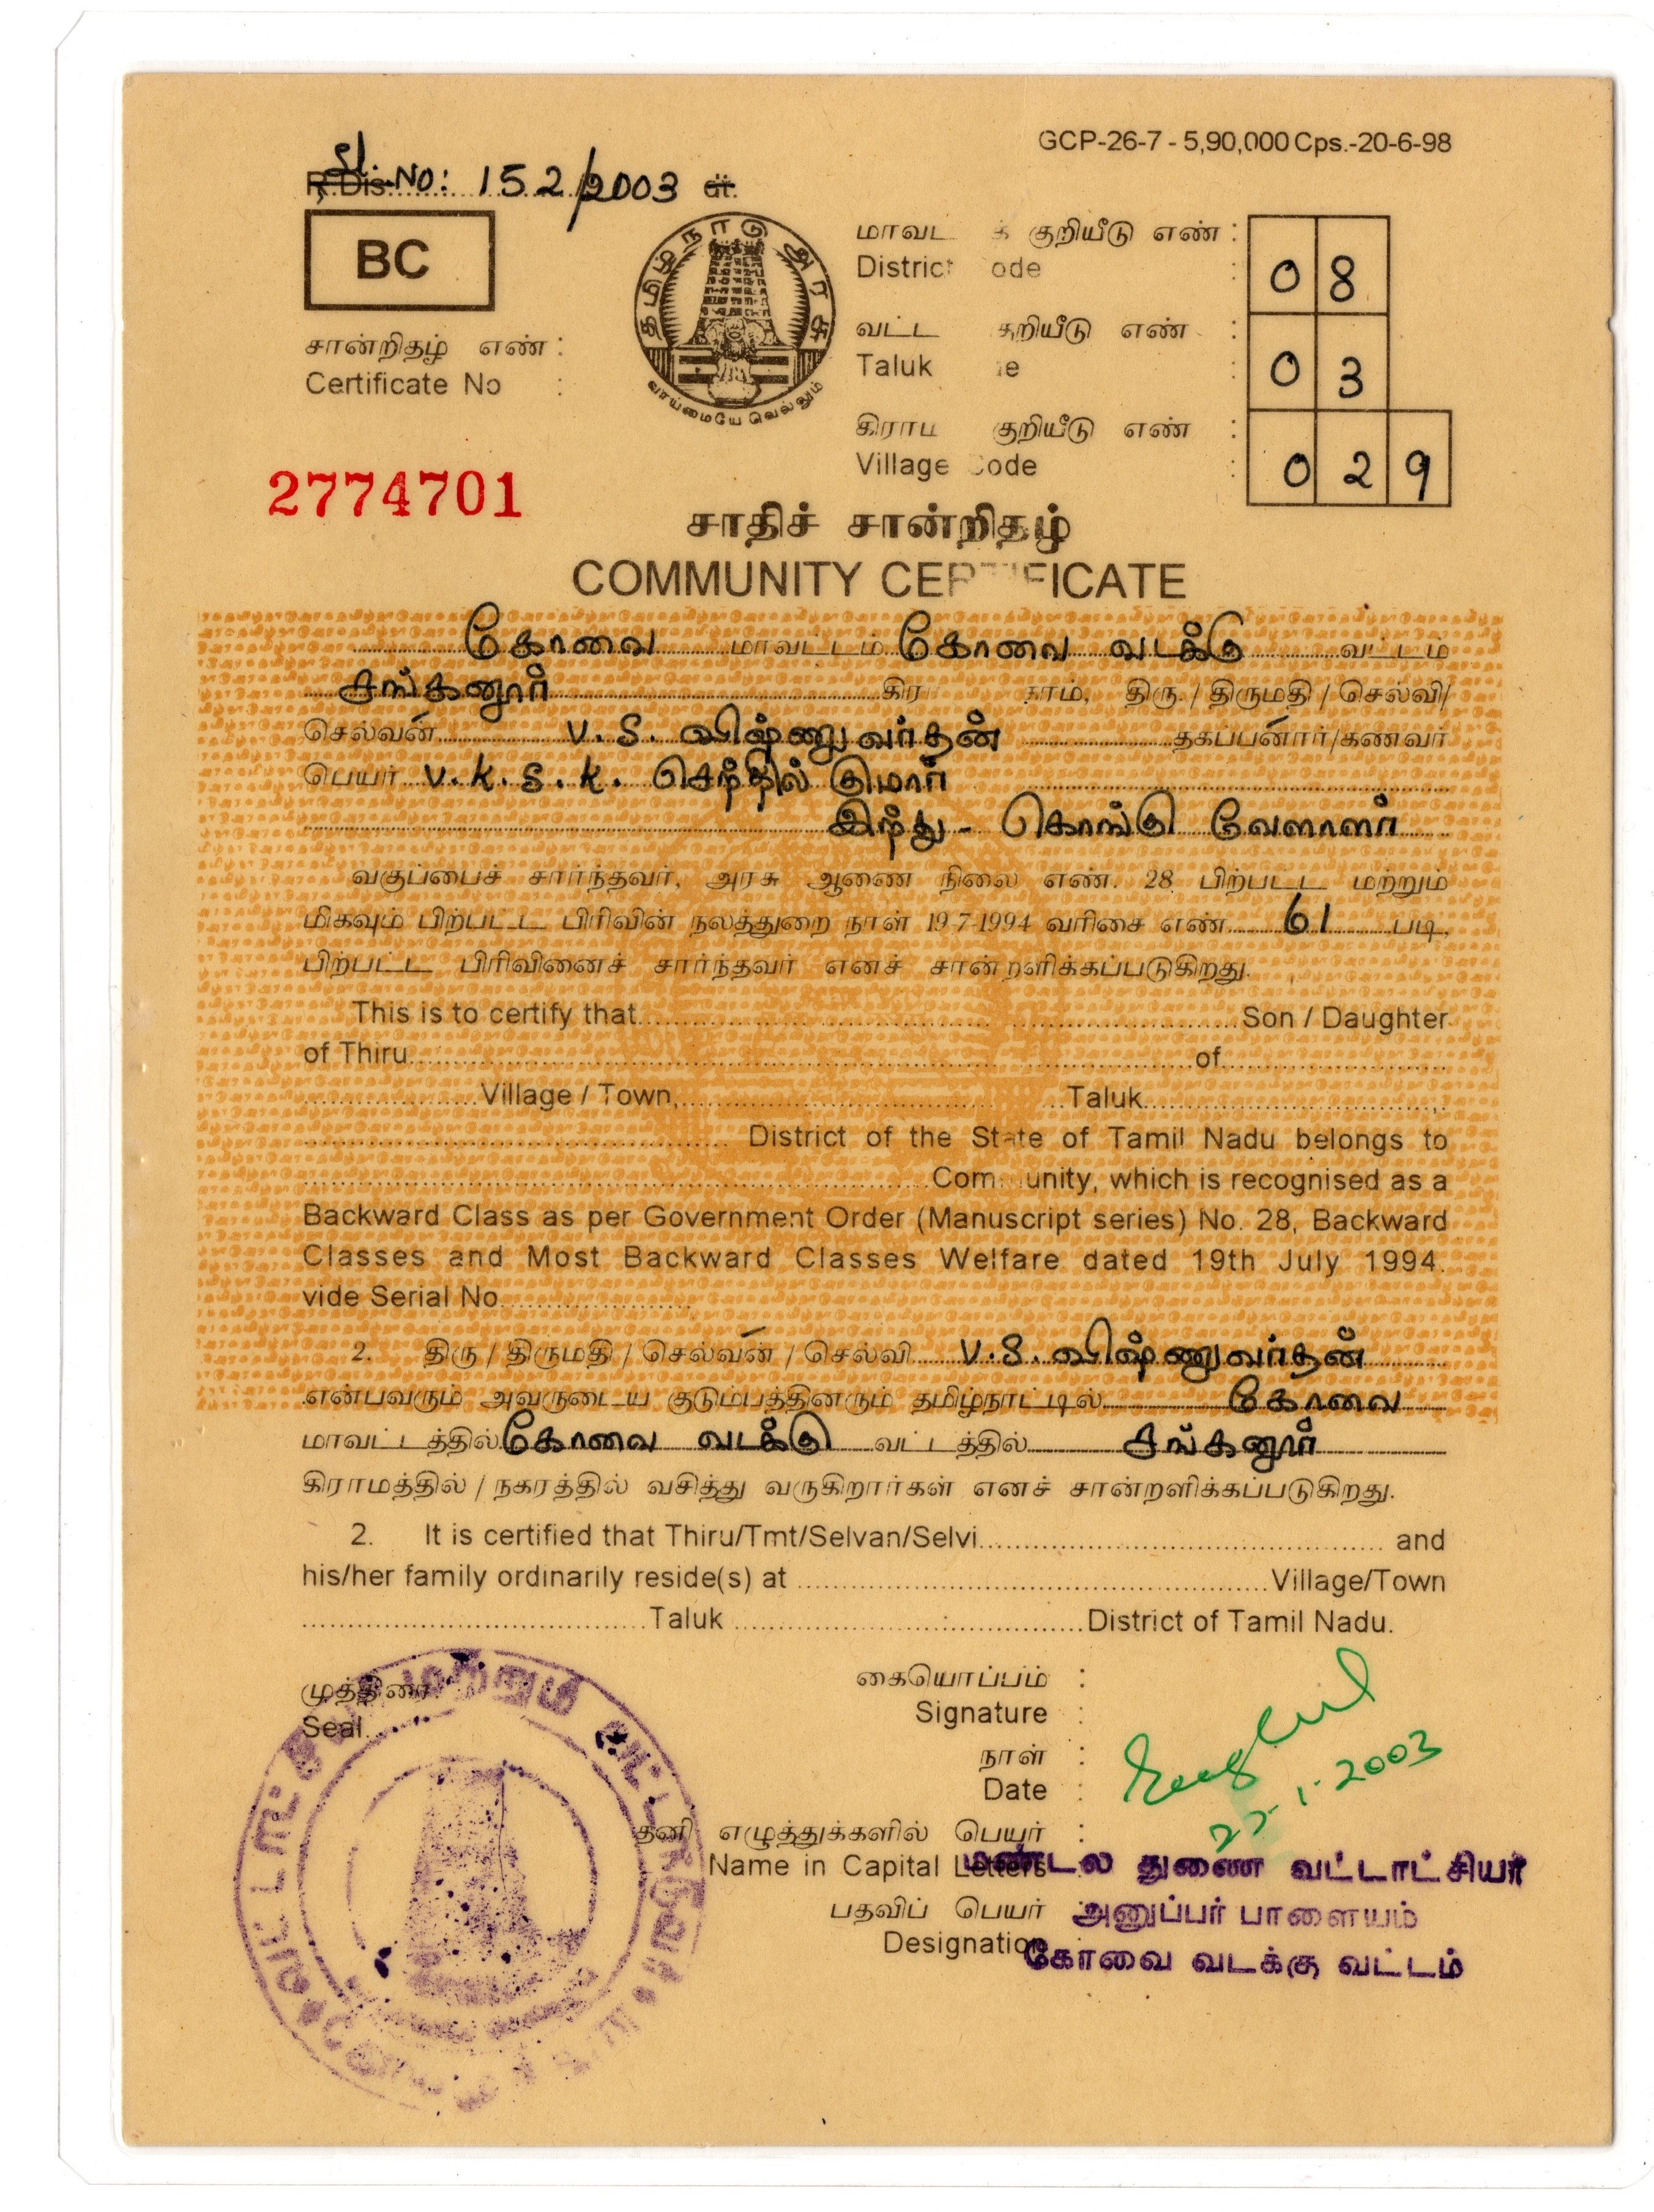 GCP-26-7 - 5,90,000 Cps.-20-6-98
Sl. No: 152/2003
BC
தமிழ் நாடு அரசு
வாய்மையே வெல்லும்
மாவட க் குறியீடு எண் : 08
District ode :
சான்றிதழ் எண் :
Certificate No :
வட்ட குறியீடு எண் : 03
Taluk e :
கிராம குறியீடு எண் : 029
Village Code :
2774701
சாதிச் சான்றிதழ்
COMMUNITY CERTIFICATE
கோவை மாவட்டம் கோவை வடக்கு வட்டம்
சங்கனூர் கிர ாமம், திரு / திருமதி / செல்வி/
செல்வன் V.S. விஷ்ணுவர்தன் தகப்பனார்/கணவர்
பெயர் V.K.S.K. செந்தில் குமார்
இந்து - கொங்கு வேளாளர்
வகுப்பைச் சார்ந்தவர், அரசு ஆணை நிலை எண். 28 பிற்பட்ட மற்றும்
மிகவும் பிற்பட்ட பிரிவின் நலத்துறை நாள் 19-7-1994 வரிசை எண் 61 படி,
பிற்பட்ட பிரிவினைச் சார்ந்தவர் எனச் சான்றளிக்கப்படுகிறது.
This is to certify that Son / Daughter
of Thiru of
Village / Town, Taluk
District of the State of Tamil Nadu belongs to
Community, which is recognised as a
Backward Class as per Government Order (Manuscript series) No. 28, Backward
Classes and Most Backward Classes Welfare dated 19th July 1994.
vide Serial No
2. திரு / திருமதி / செல்வன் / செல்வி V.S. விஷ்ணுவர்தன்
என்பவரும் அவருடைய குடும்பத்தினரும் தமிழ்நாட்டில் கோவை
மாவட்டத்தில் கோவை வடக்கு வட்டத்தில் சங்கனூர்
கிராமத்தில் / நகரத்தில் வசித்து வருகிறார்கள் எனச் சான்றளிக்கப்படுகிறது.
2. It is certified that Thiru/Tmt/Selvan/Selvi and
his/her family ordinarily reside(s) at Village/Town
Taluk District of Tamil Nadu.
முத்திரை
Seal
கையொப்பம் :
Signature :
நாள் :
Date : 22-1-2003
தனி எழுத்துக்களில் பெயர் :
Name in Capital Letters
மண்டல துணை வட்டாட்சியர்
பதவிப் பெயர் அனுப்பர் பாளையம்
Designation கோவை வடக்கு வட்டம்